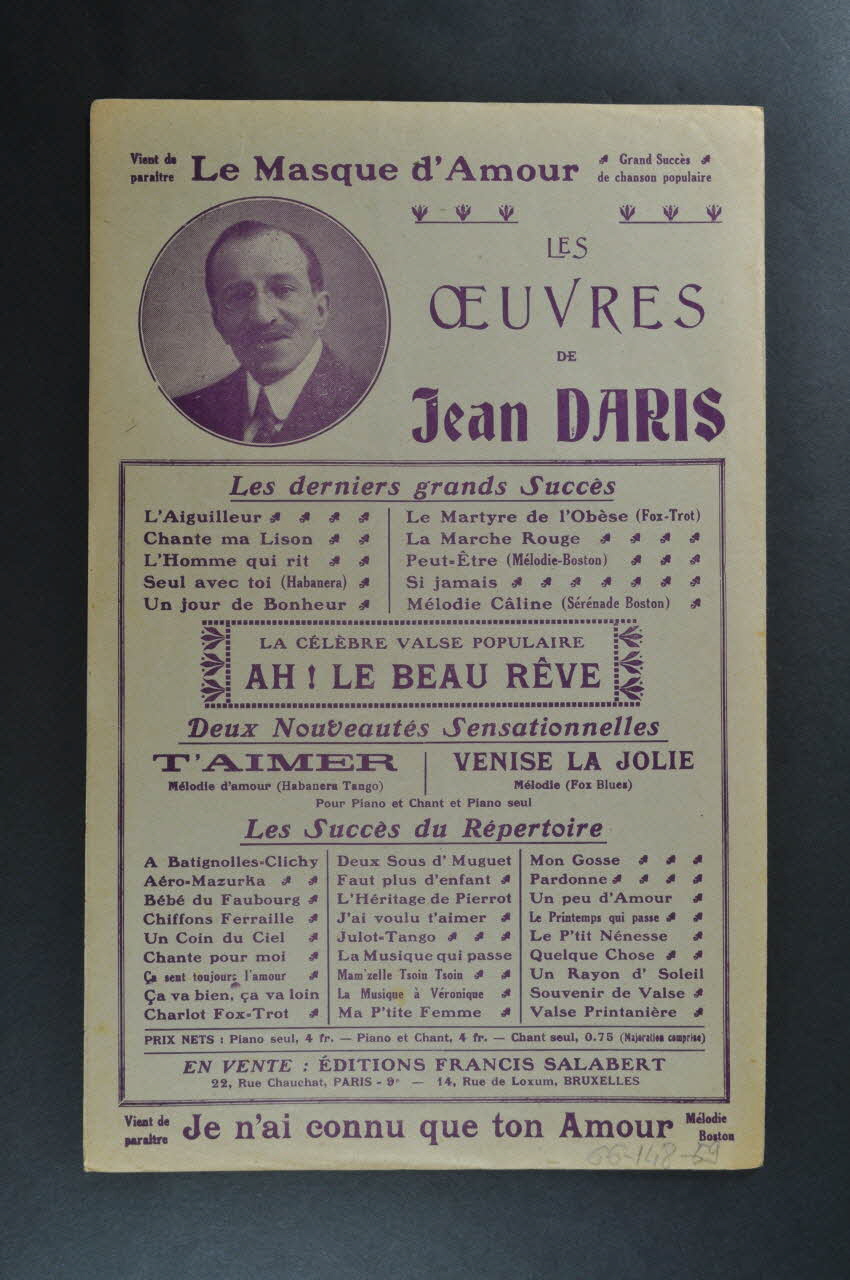 Vient de paraître Le Masque d'Amour Grand Succès de chanson populaire
LES
ŒUVRES
DE
Jean DARIS
Les derniers grands Succès
L'Aiguilleur
Chante ma Lison
L'Homme qui rit
Seul avec toi (Habanera)
Un jour de Bonheur
Le Martyre de l'Obèse (Fox-Trot)
La Marche Rouge
Peut-Être (Mélodie-Boston)
Si jamais
Mélodie Câline (Sérénade Boston)
LA CÉLÈBRE VALSE POPULAIRE
AH ! LE BEAU RÊVE
Deux Nouveautés Sensationnelles
T'AIMER
Mélodie d'amour (Habanera Tango)
VENISE LA JOLIE
Mélodie (Fox Blues)
Pour Piano et Chant et Piano seul
Les Succès du Répertoire
A Batignolles-Clichy
Aéro-Mazurka
Bébé du Faubourg
Chiffons Ferraille
Un Coin du Ciel
Chante pour moi
Ça sent toujours l'amour
Ça va bien, ça va loin
Charlot Fox-Trot
Deux Sous d' Muguet
Faut plus d'enfant
L'Héritage de Pierrot
J'ai voulu t'aimer
Julot-Tango
La Musique qui passe
Mam'zelle Tsoin Tsoin
La Musique à Véronique
Ma P'tite Femme
Mon Gosse
Pardonne
Un peu d'Amour
Le Printemps qui passe
Le P'tit Nénesse
Quelque Chose
Un Rayon d' Soleil
Souvenir de Valse
Valse Printanière
PRIX NETS : Piano seul, 4 fr. — Piano et Chant, 4 fr. — Chant seul, 0.75 (Majoration comprise)
EN VENTE : ÉDITIONS FRANCIS SALABERT
22, Rue Chauchat, PARIS - 9e — 14, Rue de Loxum, BRUXELLES
Vient de paraître Je n'ai connu que ton Amour Mélodie Boston
66-148-59